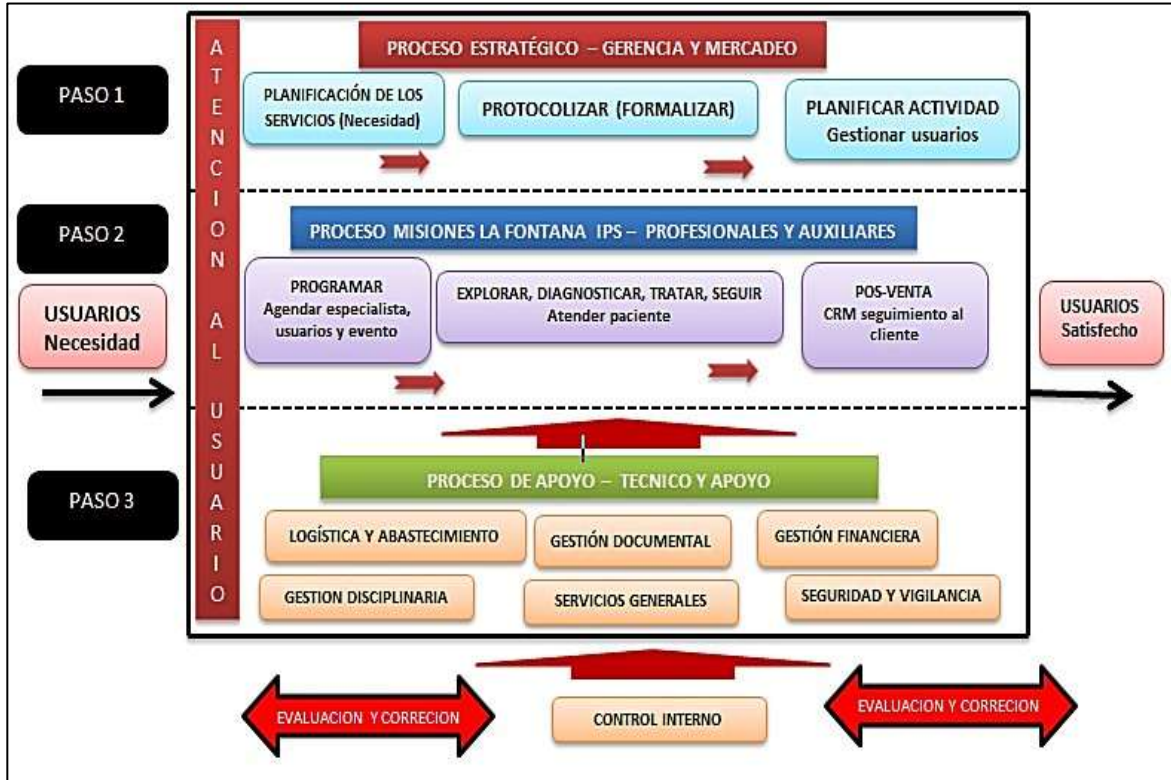 ATENCION AL USUARIO
PROCESO ESTRATÉGICO – GERENCIA Y MERCADEO
PASO 1
PLANIFICACIÓN DE LOS
SERVICIOS (Necesidad)
PROTOCOLIZAR (FORMALIZAR)
PLANIFICAR ACTIVIDAD
Gestionar usuarios
PASO 2
PROCESO MISIONES LA FONTANA IPS – PROFESIONALES Y AUXILIARES
USUARIOS
Necesidad
PROGRAMAR
Agendar especialista,
usuarios y evento
EXPLORAR, DIAGNOSTICAR, TRATAR, SEGUIR
Atender paciente
POS-VENTA
CRM seguimiento al
cliente
USUARIOS
Satisfecho
PASO 3
PROCESO DE APOYO – TECNICO Y APOYO
LOGÍSTICA Y ABASTECIMIENTO
GESTIÓN DOCUMENTAL
GESTIÓN FINANCIERA
GESTION DISCIPLINARIA
SERVICIOS GENERALES
SEGURIDAD Y VIGILANCIA
EVALUACION Y CORRECION
CONTROL INTERNO
EVALUACION Y CORRECION